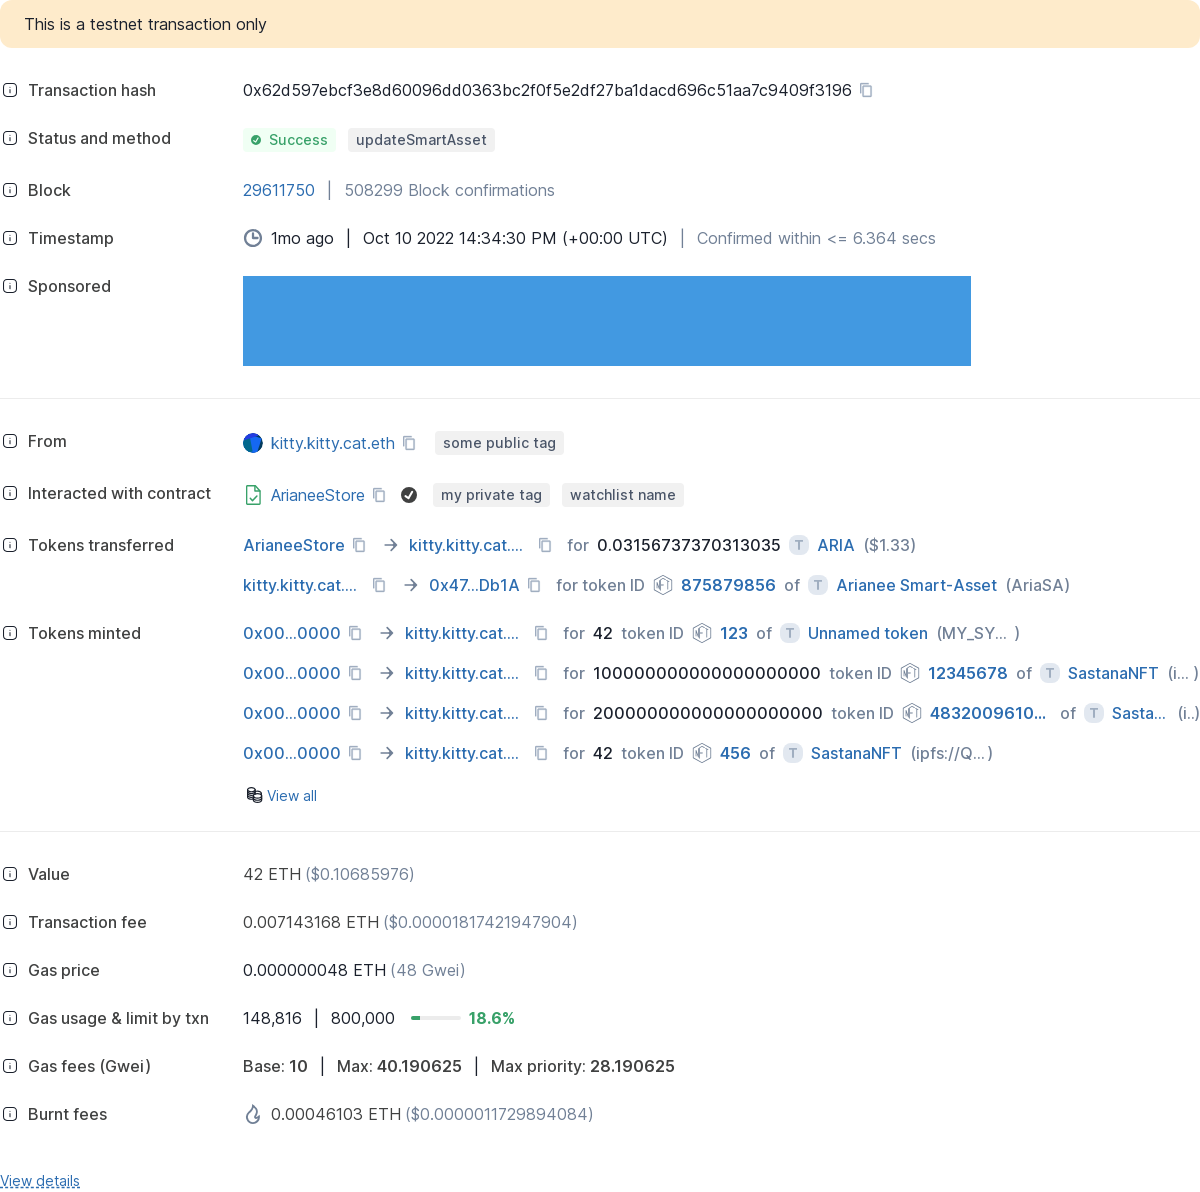 This is a testnet transaction only
Transaction hash 0x62d597ebcf3e8d60096dd0363bc2f0f5e2df27ba1dacd696c51aa7c9409f3196
Status and method Success updateSmartAsset
Block 29611750 | 508299 Block confirmations
Timestamp 1mo ago | Oct 10 2022 14:34:30 PM (+00:00 UTC) | Confirmed within <= 6.364 secs
Sponsored
From kitty.kitty.cat.eth some public tag
Interacted with contract ArianeeStore my private tag watchlist name
Tokens transferred ArianeeStore → kitty.kitty.cat.... for 0.03156737370313035 T ARIA ($1.33)
kitty.kitty.cat.... → 0x47...Db1A for token ID 875879856 of T Arianee Smart-Asset (AriaSA)
Tokens minted 0x00...0000 → kitty.kitty.cat.... for 42 token ID 123 of T Unnamed token (MY_SY... )
0x00...0000 → kitty.kitty.cat.... for 100000000000000000000 token ID 12345678 of T SastanaNFT (i... )
0x00...0000 → kitty.kitty.cat.... for 200000000000000000000 token ID 4832009610... of T Sasta... (i..)
0x00...0000 → kitty.kitty.cat.... for 42 token ID 456 of T SastanaNFT (ipfs://Q... )
View all
Value 42 ETH ($0.10685976)
Transaction fee 0.007143168 ETH ($0.00001817421947904)
Gas price 0.000000048 ETH (48 Gwei)
Gas usage & limit by txn 148,816 | 800,000 18.6%
Gas fees (Gwei) Base: 10 | Max: 40.190625 | Max priority: 28.190625
Burnt fees 0.00046103 ETH ($0.0000011729894084)
View details